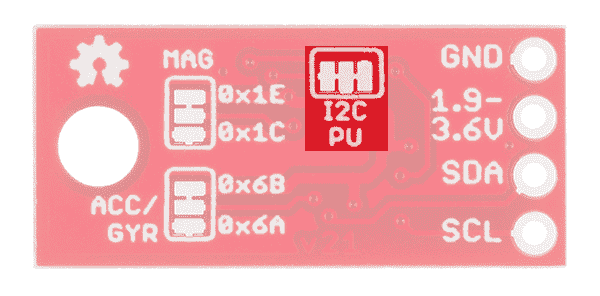 MAG
0x1E
0x1C
I2C
PU
GND
1.9-
3.6V
SDA
SCL
0x6B
0x6A
ACC/
GYR